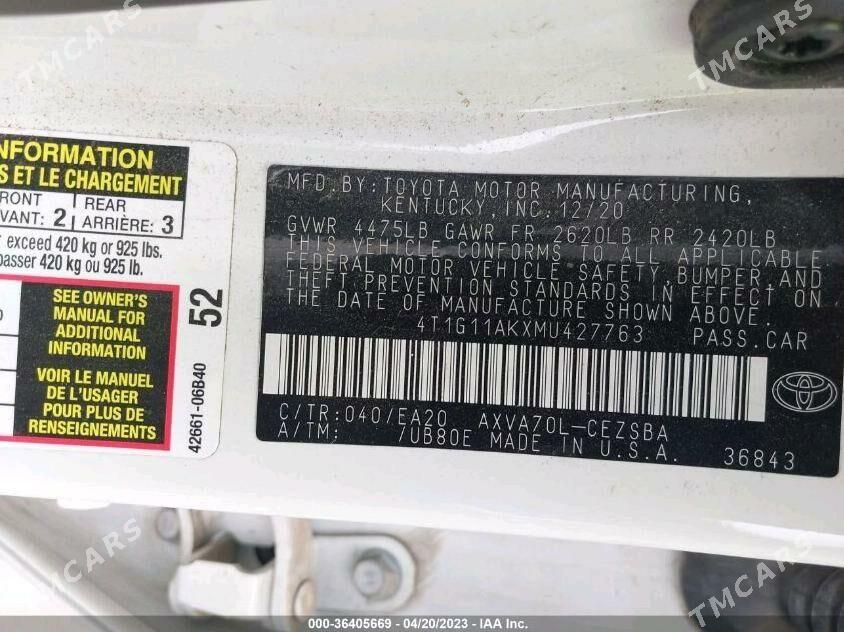 TMCARS
TMCARS
NFORMATION
S ET LE CHARGEMENT
RONT REAR
VANT: 2 ARRIÈRE: 3
exceed 420 kg or 925 lbs.
passer 420 kg ou 925 lb.
SEE OWNER'S
MANUAL FOR
ADDITIONAL
INFORMATION
VOIR LE MANUEL
DE L'USAGER
POUR PLUS DE
RENSEIGNEMENTS
52
42661-06B40
MFD.BY:TOYOTA MOTOR MANUFACTURING,
KENTUCKY,INC.12/20
GVWR 4475LB GAWR FR 2620LB RR 2420LB
THIS VEHICLE CONFORMS TO ALL APPLICABLE
FEDERAL MOTOR VEHICLE SAFETY,BUMPER,AND
THEFT PREVENTION STANDARDS IN EFFECT ON
THE DATE OF MANUFACTURE SHOWN ABOVE.
4T1G11AKXMU427763 PASS.CAR
C/TR:040/EA20 AXVA70L-CEZSBA
A/TM: /UB80E MADE IN U.S.A.
36843
TMCARS
TMCARS
TMCARS
000-36405669 - 04/20/2023 - IAA Inc.